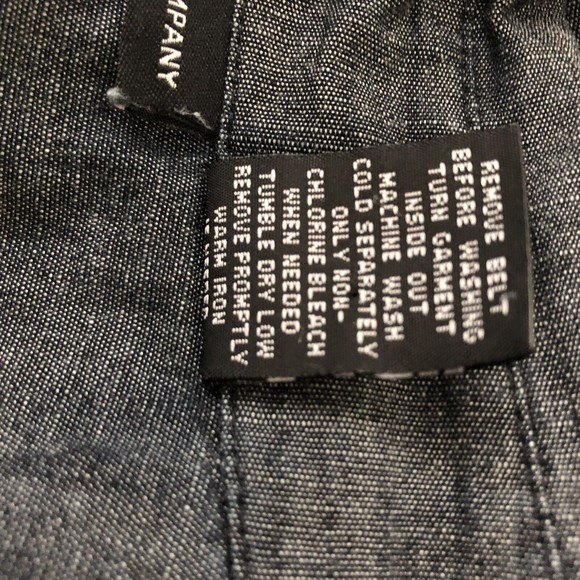 MPANY
REMOVE BELT
BEFORE WASHING
TURN GARMENT
INSIDE OUT
MACHINE WASH
COLD SEPARATELY
ONLY NON-
CHLORINE BLEACH
WHEN NEEDED
TUMBLE DRY LOW
REMOVE PROMPTLY
WARM IRON